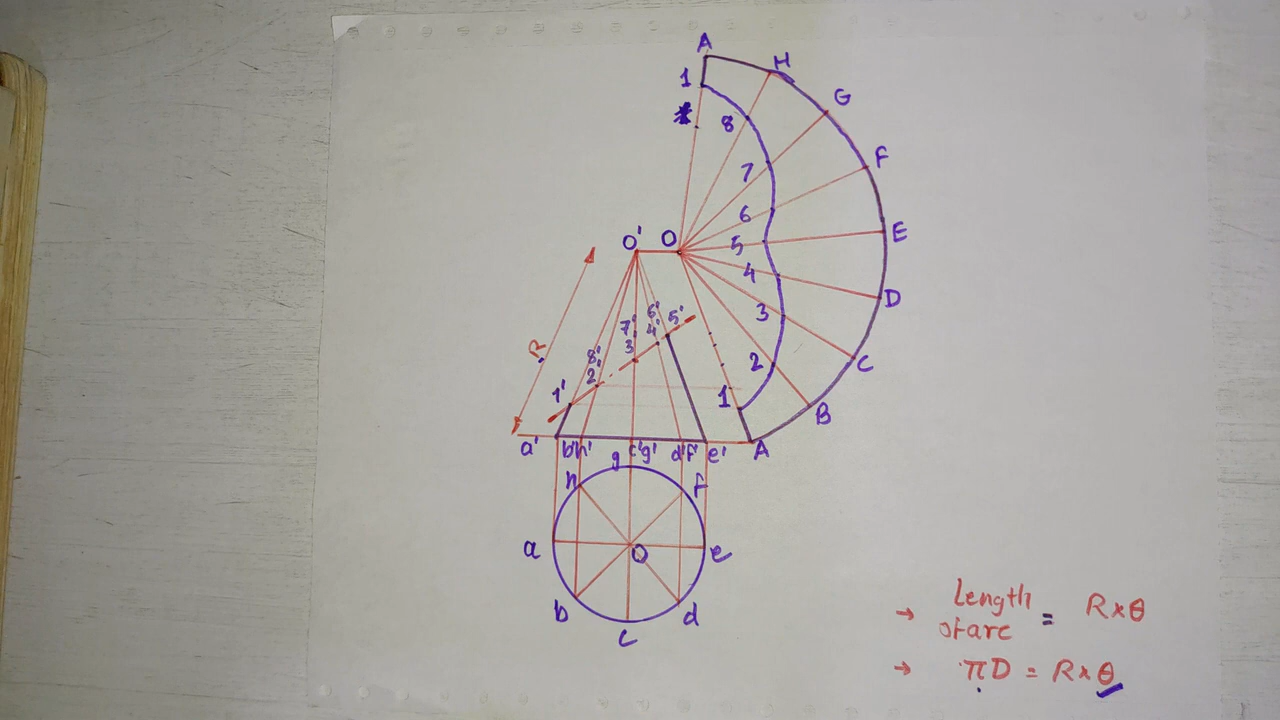 A
H
1
G
8
F
7
6
O' O
5
E
4
D
6'
7' 4' 5'
3
3
R
8'
2
C
2'
1'
1
B
a' b'h' c'g' d'f' e' A
g
h f
a O e
b d
c
→ Length of arc = R×θ
→ πD = R×θ